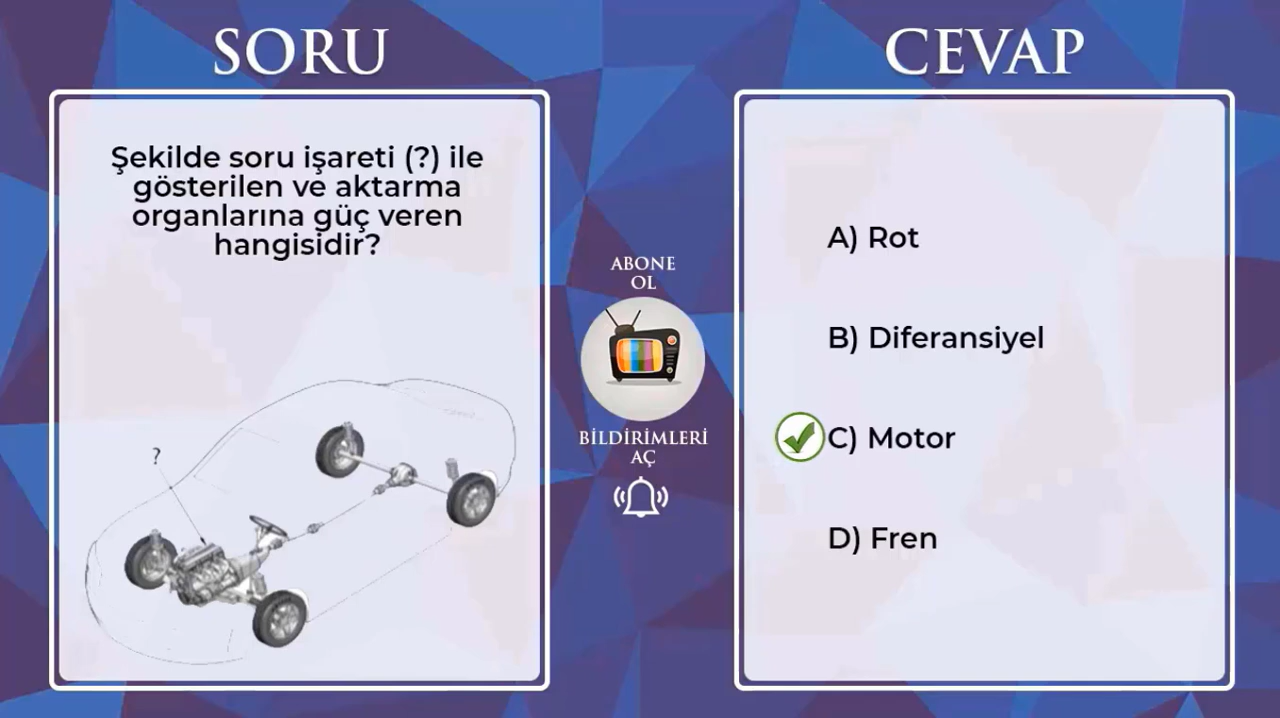 SORU
Şekilde soru işareti (?) ile
gösterilen ve aktarma
organlarına güç veren
hangisidir?
?
ABONE
OL
BİLDİRİMLERİ
AÇ
CEVAP
A) Rot
B) Diferansiyel
C) Motor
D) Fren